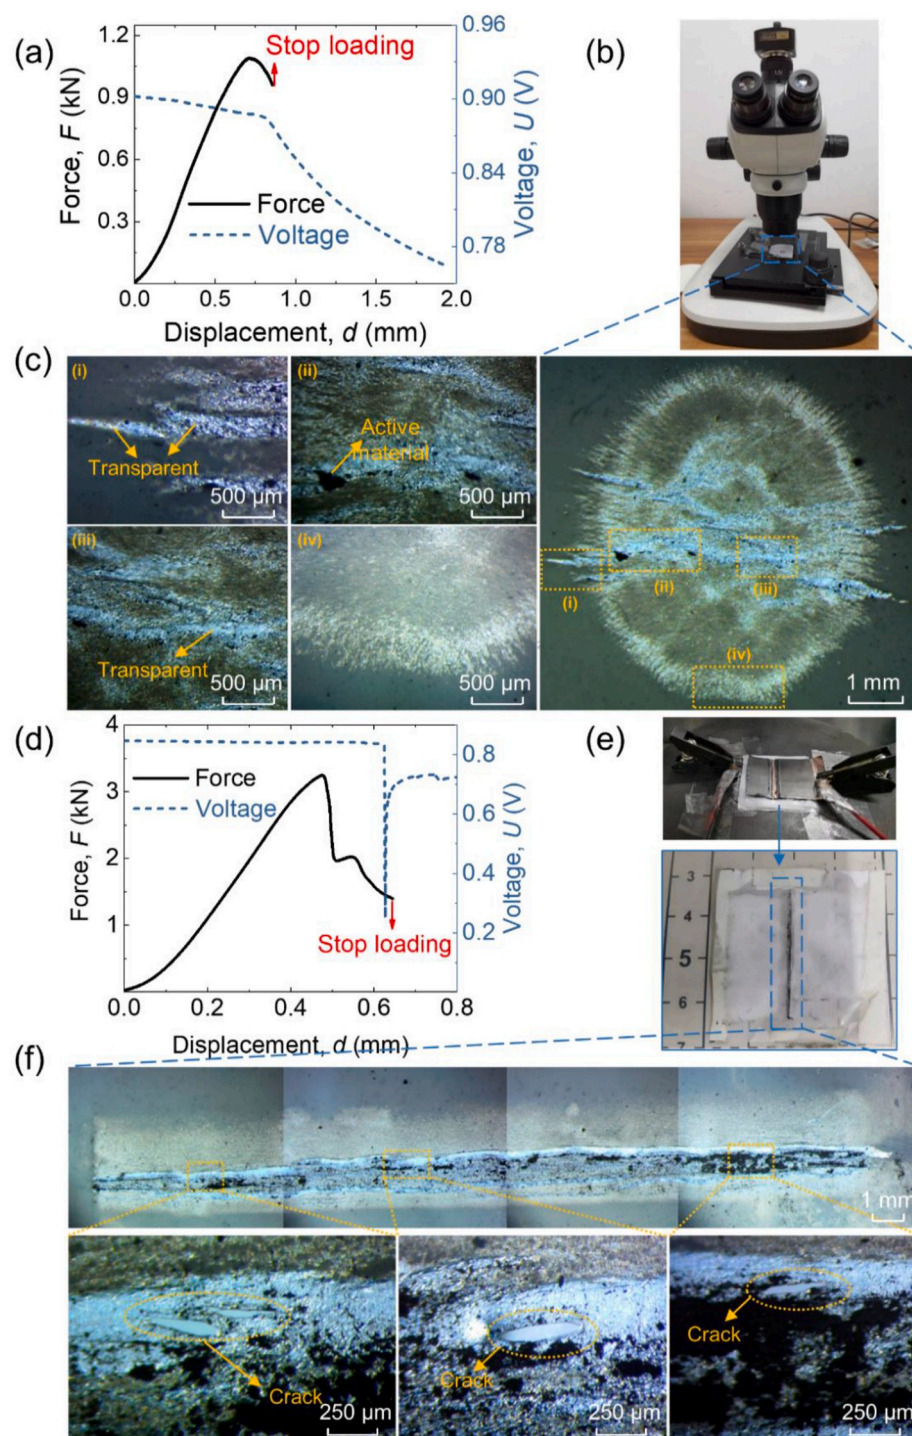 (a)
1.2
0.9
0.6
0.3
Force, F (kN)
Stop loading
Force
Voltage
0.96
0.90
0.84
0.78
Voltage, U (V)
0.0
0.5
1.0
1.5
2.0
Displacement, d (mm)
(b)
(c)
(i)
Transparent
500 μm
(ii)
Active
material
500 μm
(iii)
Transparent
500 μm
(iv)
500 μm
(i)
(ii)
(iii)
(iv)
1 mm
(d)
4
3
2
1
Force, F (kN)
Force
Voltage
Stop loading
0.8
0.6
0.4
0.2
Voltage, U (V)
0.0
0.2
0.4
0.6
0.8
Displacement, d (mm)
(e)
3
4
5
6
7
(f)
1 mm
Crack
250 μm
Crack
250 μm
Crack
250 μm